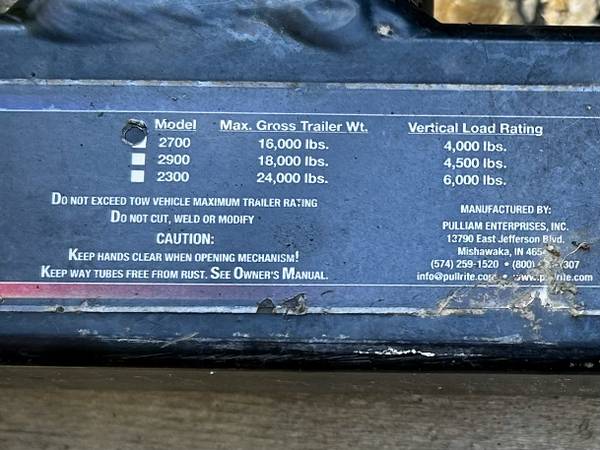 Model Max. Gross Trailer Wt. Vertical Load Rating
2700 16,000 lbs. 4,000 lbs.
2900 18,000 lbs. 4,500 lbs.
2300 24,000 lbs. 6,000 lbs.
DO NOT EXCEED TOW VEHICLE MAXIMUM TRAILER RATING
DO NOT CUT, WELD OR MODIFY
CAUTION:
KEEP HANDS CLEAR WHEN OPENING MECHANISM!
KEEP WAY TUBES FREE FROM RUST. SEE OWNER'S MANUAL.
MANUFACTURED BY:
PULLIAM ENTERPRISES, INC.
13790 East Jefferson Blvd.
Mishawaka, IN
(574) 259-1520 • (800)
info@pullrite.com •